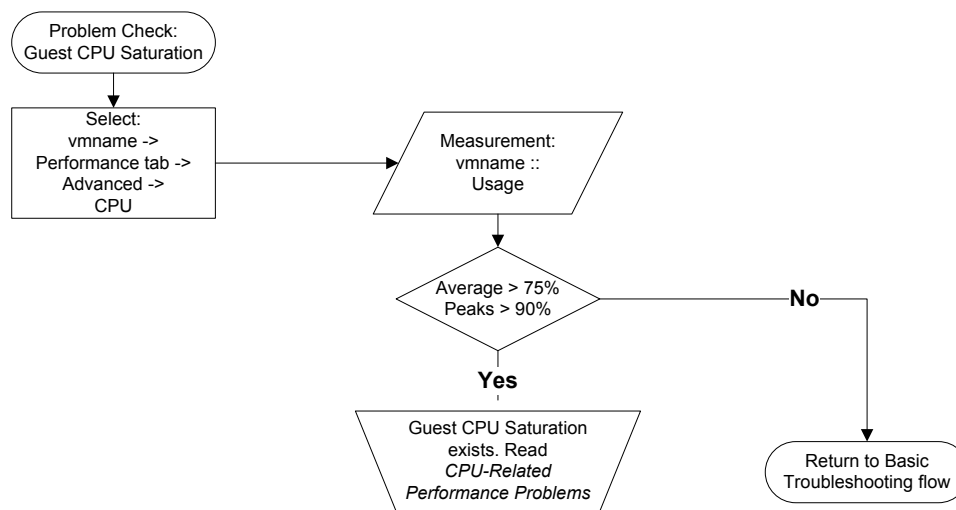 Problem Check:
Guest CPU Saturation
Select:
vmname ->
Performance tab ->
Advanced ->
CPU
Measurement:
vmname ::
Usage
Average > 75%
Peaks > 90%
No
Yes
Guest CPU Saturation
exists. Read
CPU-Related
Performance Problems
Return to Basic
Troubleshooting flow